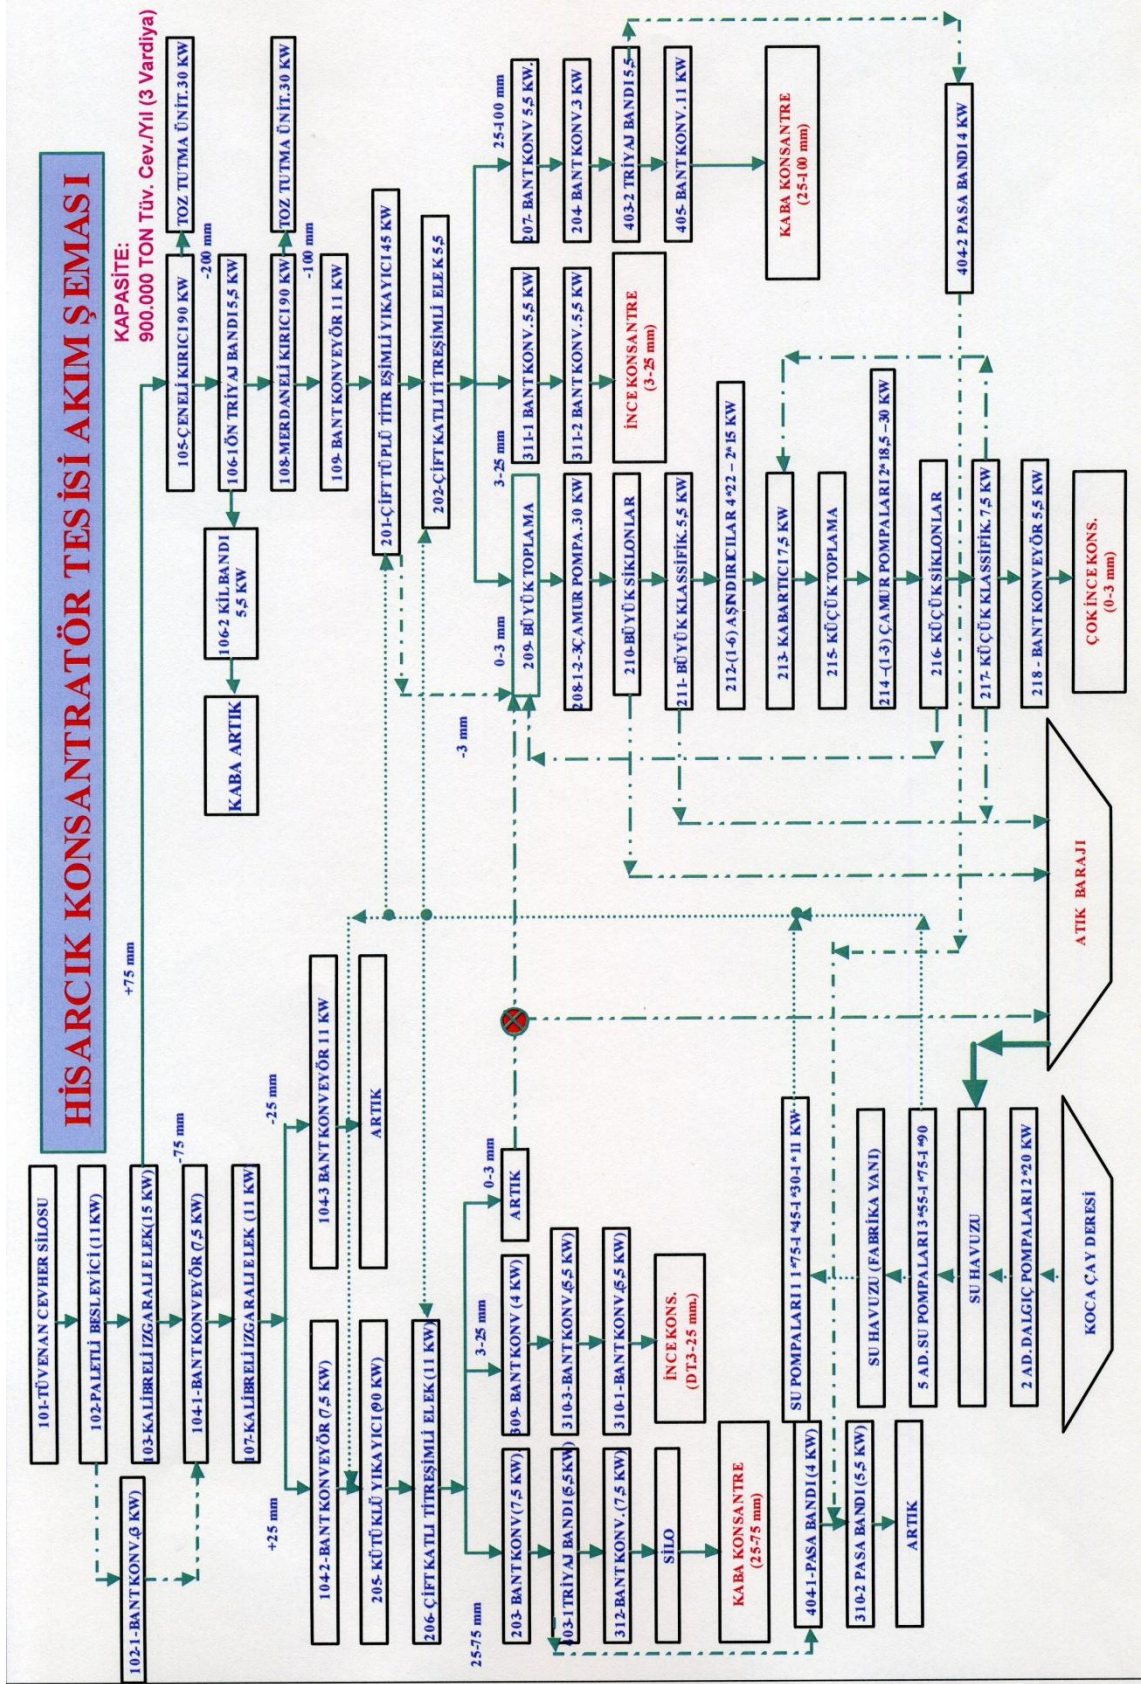 HİSARCIK KONSANTRATÖR TESİSİ AKIM ŞEMASI
KAPASİTE:
900.000 TON Tüv. Cev./Yıl (3 Vardiya)
101-TÜVENAN CEVHER SİLOSU
102-PALETLİ BESLEYİCİ (11KW)
102-1-BANT KONV.(3 KW)
103-KALİBRELİ IZGARALI ELEK(15 KW)
+75 mm
-75 mm
104-1-BANT KONVEYÖR (7,5 KW)
107-KALİBRELİ IZGARALI ELEK (11 KW)
+25 mm
-25 mm
104-2-BANT KONVEYÖR (7,5 KW)
205- KÜTÜKLÜ YIKAYICI(90 KW)
206- ÇİFT KATLI TİTREŞİMLİ ELEK (11 KW)
104-3 BANT KONVEYÖR 11 KW
ARTIK
25-75 mm
3-25 mm
0-3 mm
203- BANT KONV(7,5 KW)
403-1TRİYAJ BANDI(5,5KW)
312-BANT KONV. (7,5 KW)
SİLO
KABA KONSANTRE
(25-75 mm)
309-BANT KONV (4 KW)
310-3-BANT KONV.(5,5 KW)
310-1-BANT KONV.(5,5 KW)
İNCE KONS.
(DT.3-25 mm.)
ARTIK
404-1-PASA BANDI (4 KW)
310-2 PASA BANDI (5,5 KW)
ARTIK
SU POMPALARI 1 1*75-1*45-1*30-1*11 KW
SU HAVUZU (FABRİKA YANI)
5 AD. SU POMPALARI 3*55-1*75-1*90
SU HAVUZU
2 AD. DALGIÇ POMPALARI 2*20 KW
KOCA ÇAY DERESİ
105-ÇENELİ KIRICI 90 KW
TOZ TUTMA ÜNİT.30 KW
-200 mm
106-1ÖN TRİYAJ BANDI 5,5 KW
106-2 KİL BANDI
5,5 KW
KABA ARTIK
108-MERDANELİ KIRICI 90 KW
TOZ TUTMA ÜNİT.30 KW
-100 mm
109- BANT KONVEYÖR 11 KW
201-ÇİFT TÜPLÜ TİTREŞİMLİ YIKAYICI 45 KW
202-ÇİFT KATLI TİTREŞİMLİ ELEK 5,5
-3 mm
0-3 mm
3-25 mm
25-100 mm
209- BÜYÜK TOPLAMA
208-1-2-3ÇAMUR POMPA. 30 KW
210-BÜYÜK SİKLONLAR
211- BÜYÜK KLASSİFİK. 5,5 KW
212-(1-6) AŞINDIRICILAR 4*22 – 2*15 KW
213- KABARTICI 7,5 KW
215- KÜÇÜK TOPLAMA
214 –(1-3) ÇAMUR POMPALARI 2*18,5 –30 KW
216- KÜÇÜK SİKLONLAR
217- KÜÇÜK KLASSİFİK. 7,5 KW
218 - BANT KONVEYÖR 5,5 KW
ÇOK İNCE KONS.
(0-3 mm)
311-1 BANT KONV. 5,5 KW
311-2 BANT KONV. 5,5 KW
İNCE KONSANTRE
(3-25 mm)
207- BANT KONV 5,5 KW.
204- BANT KONV.3 KW
403-2 TRİYAJ BANDI 5,5
405- BANT KONV. 11 KW
KABA KONSANTRE
(25-100 mm)
404-2 PASA BANDI 4 KW
ATIK BARAJI